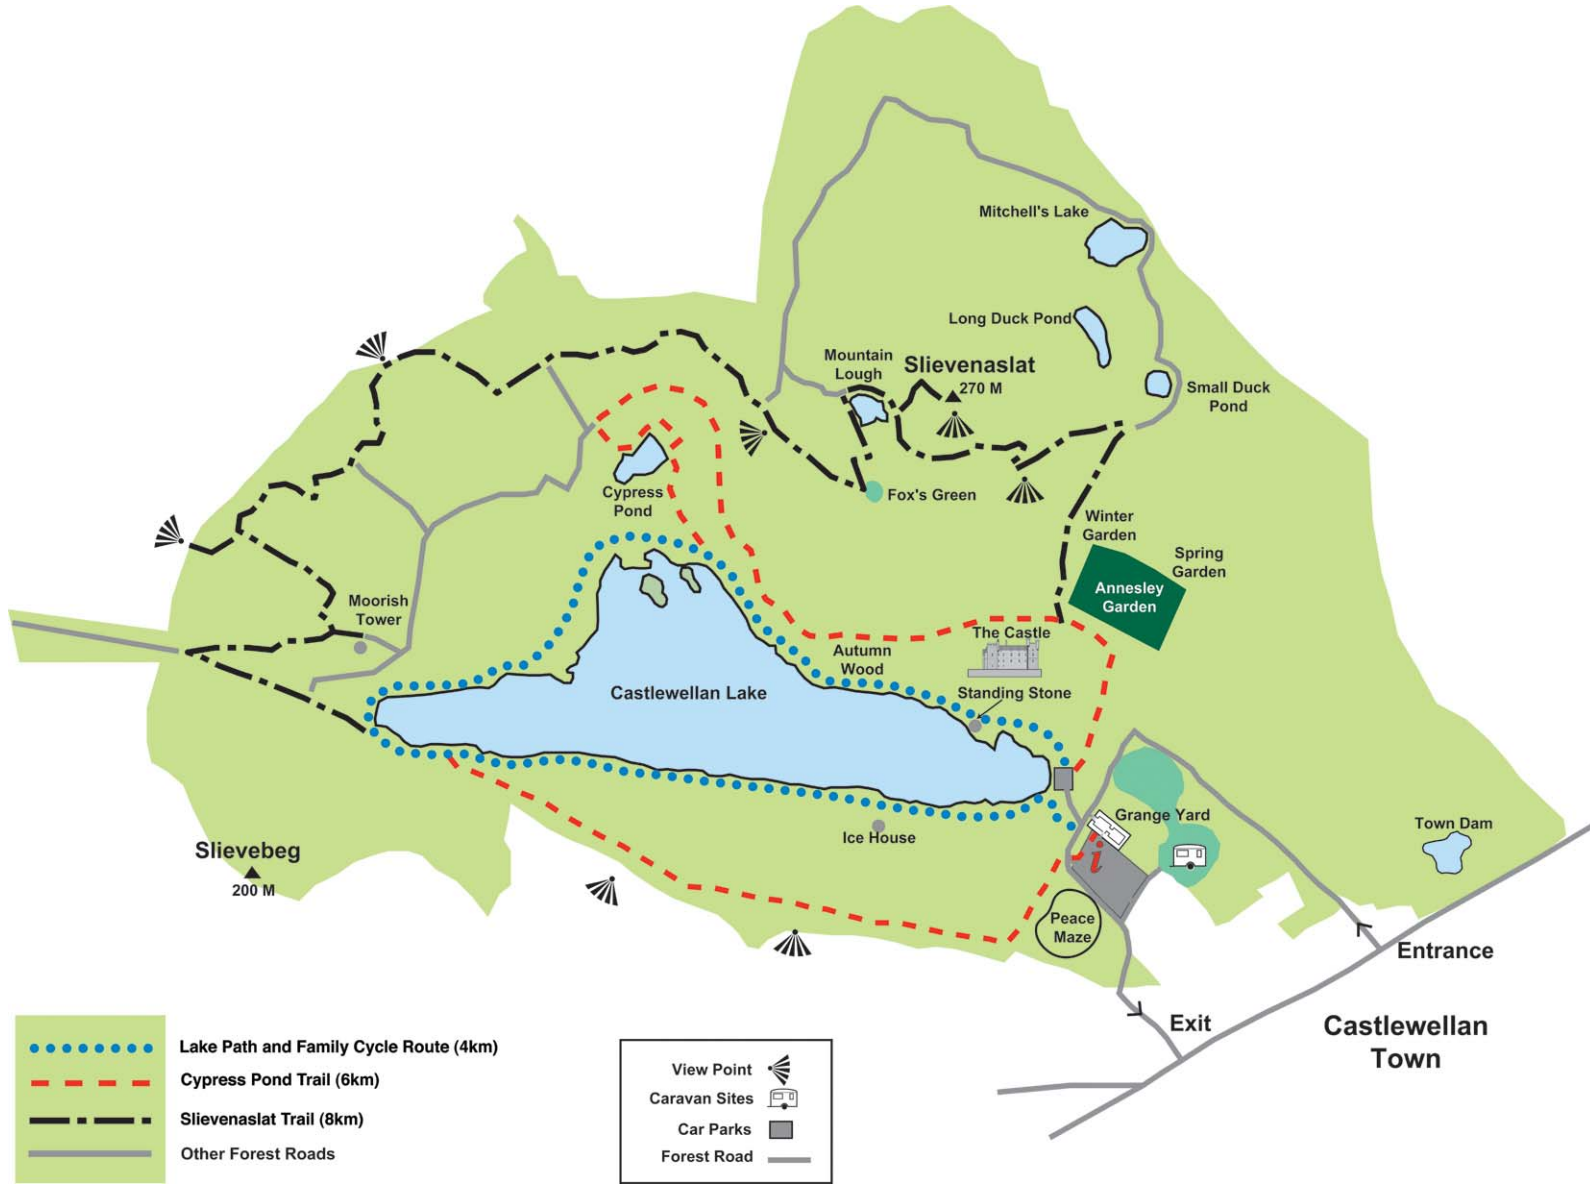 Mitchell's Lake
Long Duck Pond
Mountain
Lough
Slievenaslat
270 M
Small Duck
Pond
Cypress
Pond
Fox's Green
Winter
Garden
Spring
Garden
Annesley
Garden
Moorish
Tower
The Castle
Autumn
Wood
Castlewellan Lake
Standing Stone
Grange Yard
i
Ice House
Town Dam
Slievebeg
200 M
Peace
Maze
Entrance
Exit
Castlewellan
Town
Lake Path and Family Cycle Route (4km)
Cypress Pond Trail (6km)
Slievenaslat Trail (8km)
Other Forest Roads
View Point
Caravan Sites
Car Parks
Forest Road